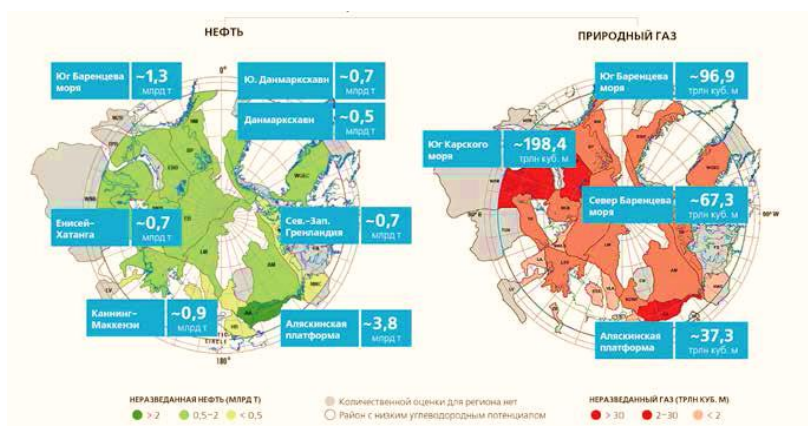 НЕФТЬ
ПРИРОДНЫЙ ГАЗ
Юг Баренцева
моря
~1,3
млрд т
0°
Ю. Данмарксхавн
~0,7
млрд т
Данмарксхавн
~0,5
млрд т
Енисей–
Хатанга
~0,7
млрд т
Сев.–Зап.
Гренландия
~0,7
млрд т
Каннинг–
Маккензи
~0,9
млрд т
Аляскинская
платформа
~3,8
млрд т
180°
Юг Баренцева
моря
~96,9
трлн куб. м
Юг Карского
моря
~198,4
трлн куб. м
Север Баренцева
моря
~67,3
трлн куб. м
Аляскинская
платформа
~37,3
трлн куб. м
НЕРАЗВЕДАННАЯ НЕФТЬ (МЛРД Т)
> 2
0,5–2
< 0,5
Количественной оценки для региона нет
Район с низким углеводородным потенциалом
НЕРАЗВЕДАННЫЙ ГАЗ (ТРЛН КУБ. М)
> 30
2–30
< 2